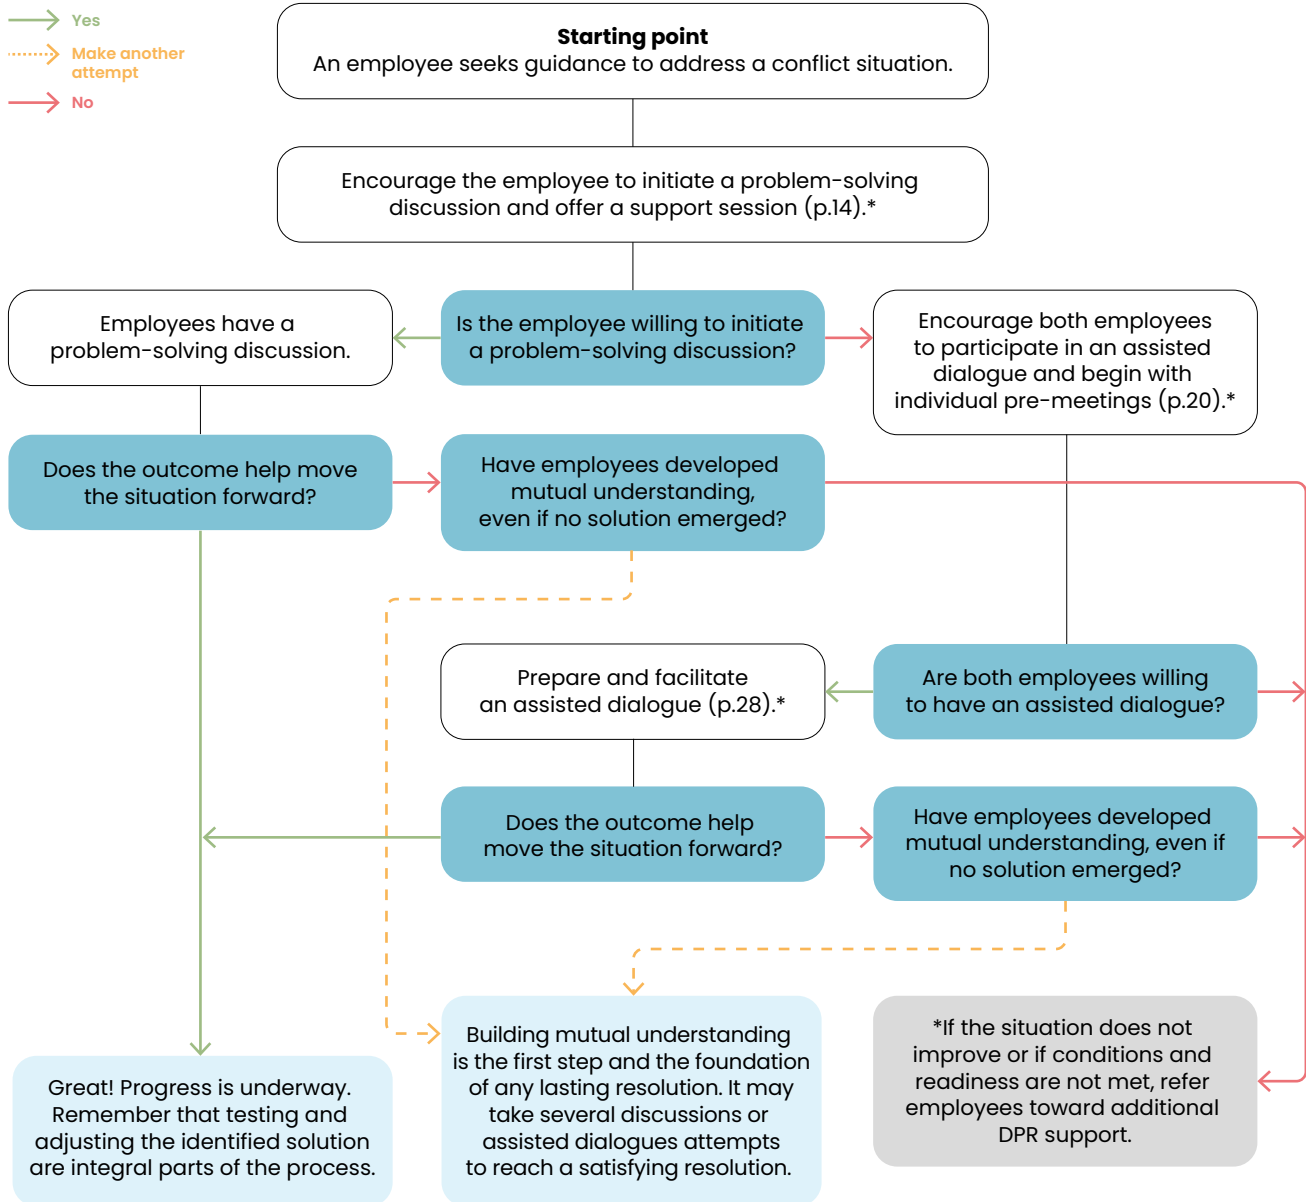 Yes
Make another
attempt
No
Starting point
An employee seeks guidance to address a conflict situation.
Encourage the employee to initiate a problem-solving
discussion and offer a support session (p.14).*
Employees have a
problem-solving discussion.
Is the employee willing to initiate
a problem-solving discussion?
Encourage both employees
to participate in an assisted
dialogue and begin with
individual pre-meetings (p.20).*
Does the outcome help move
the situation forward?
Have employees developed
mutual understanding,
even if no solution emerged?
Prepare and facilitate
an assisted dialogue (p.28).*
Are both employees willing
to have an assisted dialogue?
Does the outcome help
move the situation forward?
Have employees developed
mutual understanding, even if
no solution emerged?
Great! Progress is underway.
Remember that testing and
adjusting the identified solution
are integral parts of the process.
Building mutual understanding
is the first step and the foundation
of any lasting resolution. It may
take several discussions or
assisted dialogues attempts
to reach a satisfying resolution.
*If the situation does not
improve or if conditions and
readiness are not met, refer
employees toward additional
DPR support.